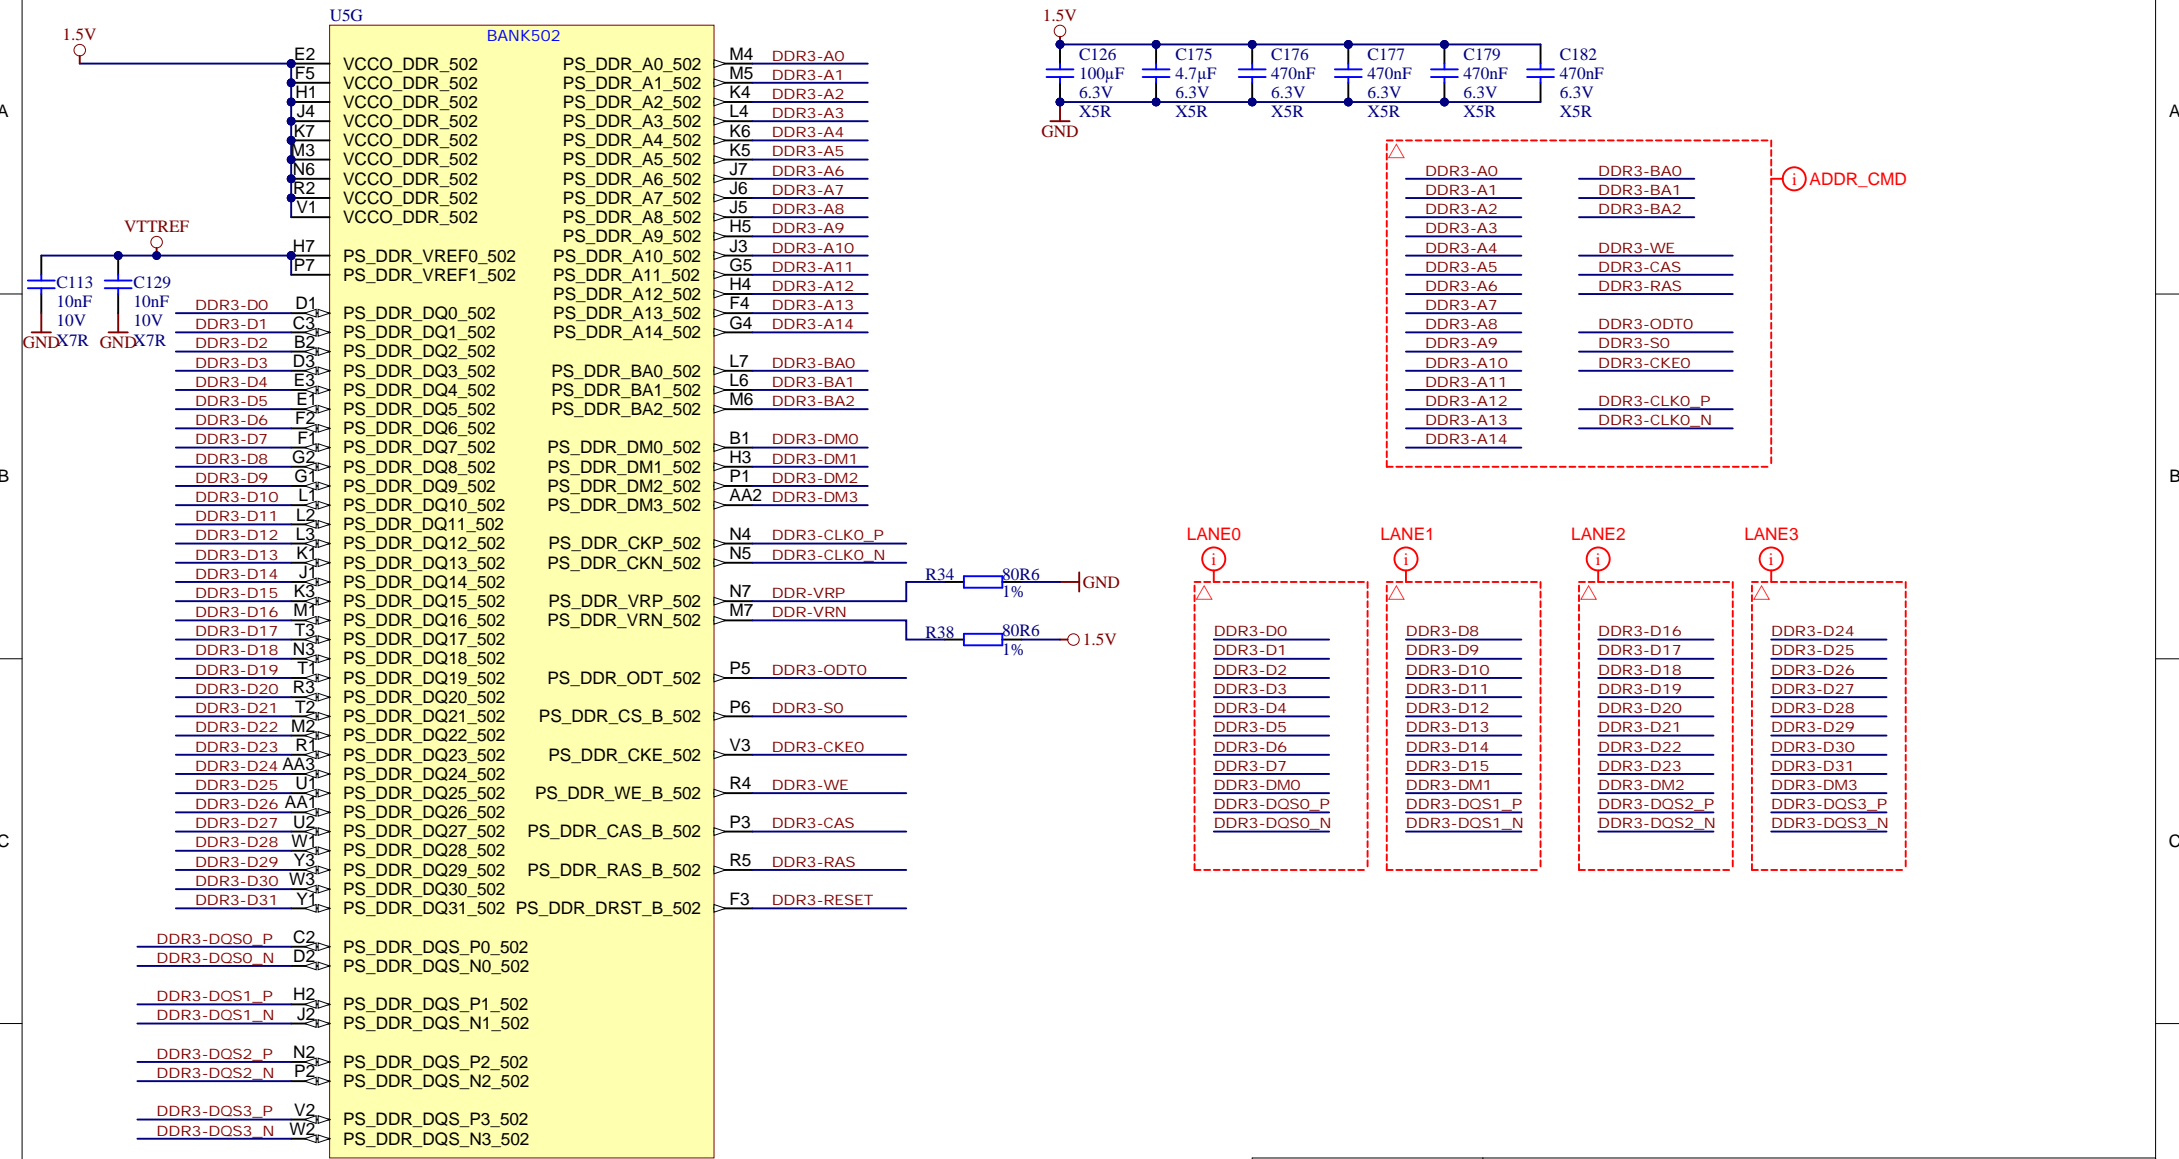 U5G
BANK502
1.5V
E2 VCCO_DDR_502
F5 VCCO_DDR_502
H1 VCCO_DDR_502
J4 VCCO_DDR_502
K7 VCCO_DDR_502
M3 VCCO_DDR_502
N6 VCCO_DDR_502
R2 VCCO_DDR_502
V1 VCCO_DDR_502
VTTREF
H7 PS_DDR_VREF0_502
P7 PS_DDR_VREF1_502
C113
10nF
10V
X7R
GND
C129
10nF
10V
X7R
GND
DDR3-D0 D1 PS_DDR_DQ0_502
DDR3-D1 C3 PS_DDR_DQ1_502
DDR3-D2 B2 PS_DDR_DQ2_502
DDR3-D3 D3 PS_DDR_DQ3_502
DDR3-D4 E3 PS_DDR_DQ4_502
DDR3-D5 E1 PS_DDR_DQ5_502
DDR3-D6 F2 PS_DDR_DQ6_502
DDR3-D7 F1 PS_DDR_DQ7_502
DDR3-D8 G2 PS_DDR_DQ8_502
DDR3-D9 G1 PS_DDR_DQ9_502
DDR3-D10 L1 PS_DDR_DQ10_502
DDR3-D11 L2 PS_DDR_DQ11_502
DDR3-D12 L3 PS_DDR_DQ12_502
DDR3-D13 K1 PS_DDR_DQ13_502
DDR3-D14 J1 PS_DDR_DQ14_502
DDR3-D15 K3 PS_DDR_DQ15_502
DDR3-D16 M1 PS_DDR_DQ16_502
DDR3-D17 T3 PS_DDR_DQ17_502
DDR3-D18 N3 PS_DDR_DQ18_502
DDR3-D19 T1 PS_DDR_DQ19_502
DDR3-D20 R3 PS_DDR_DQ20_502
DDR3-D21 T2 PS_DDR_DQ21_502
DDR3-D22 M2 PS_DDR_DQ22_502
DDR3-D23 R1 PS_DDR_DQ23_502
DDR3-D24 AA3 PS_DDR_DQ24_502
DDR3-D25 U1 PS_DDR_DQ25_502
DDR3-D26 AA1 PS_DDR_DQ26_502
DDR3-D27 U2 PS_DDR_DQ27_502
DDR3-D28 W1 PS_DDR_DQ28_502
DDR3-D29 Y3 PS_DDR_DQ29_502
DDR3-D30 W3 PS_DDR_DQ30_502
DDR3-D31 Y1 PS_DDR_DQ31_502
DDR3-DQS0_P C2 PS_DDR_DQS_P0_502
DDR3-DQS0_N D2 PS_DDR_DQS_N0_502
DDR3-DQS1_P H2 PS_DDR_DQS_P1_502
DDR3-DQS1_N J2 PS_DDR_DQS_N1_502
DDR3-DQS2_P N2 PS_DDR_DQS_P2_502
DDR3-DQS2_N P2 PS_DDR_DQS_N2_502
DDR3-DQS3_P V2 PS_DDR_DQS_P3_502
DDR3-DQS3_N W2 PS_DDR_DQS_N3_502
PS_DDR_A0_502 M4 DDR3-A0
PS_DDR_A1_502 M5 DDR3-A1
PS_DDR_A2_502 K4 DDR3-A2
PS_DDR_A3_502 L4 DDR3-A3
PS_DDR_A4_502 K6 DDR3-A4
PS_DDR_A5_502 K5 DDR3-A5
PS_DDR_A6_502 J7 DDR3-A6
PS_DDR_A7_502 J6 DDR3-A7
PS_DDR_A8_502 J5 DDR3-A8
PS_DDR_A9_502 H5 DDR3-A9
PS_DDR_A10_502 J3 DDR3-A10
PS_DDR_A11_502 G5 DDR3-A11
PS_DDR_A12_502 H4 DDR3-A12
PS_DDR_A13_502 F4 DDR3-A13
PS_DDR_A14_502 G4 DDR3-A14
PS_DDR_BA0_502 L7 DDR3-BA0
PS_DDR_BA1_502 L6 DDR3-BA1
PS_DDR_BA2_502 M6 DDR3-BA2
PS_DDR_DM0_502 B1 DDR3-DM0
PS_DDR_DM1_502 H3 DDR3-DM1
PS_DDR_DM2_502 P1 DDR3-DM2
PS_DDR_DM3_502 AA2 DDR3-DM3
PS_DDR_CKP_502 N4 DDR3-CLK0_P
PS_DDR_CKN_502 N5 DDR3-CLK0_N
PS_DDR_VRP_502 N7 DDR-VRP
PS_DDR_VRN_502 M7 DDR-VRN
R34 80R6 1% GND
R38 80R6 1% 1.5V
PS_DDR_ODT_502 P5 DDR3-ODT0
PS_DDR_CS_B_502 P6 DDR3-S0
PS_DDR_CKE_502 V3 DDR3-CKE0
PS_DDR_WE_B_502 R4 DDR3-WE
PS_DDR_CAS_B_502 P3 DDR3-CAS
PS_DDR_RAS_B_502 R5 DDR3-RAS
PS_DDR_DRST_B_502 F3 DDR3-RESET
1.5V
C126 C175 C176 C177 C179 C182
100µF 4.7µF 470nF 470nF 470nF 470nF
6.3V 6.3V 6.3V 6.3V 6.3V 6.3V
X5R X5R X5R X5R X5R X5R
GND
i ADDR_CMD
DDR3-A0 DDR3-BA0
DDR3-A1 DDR3-BA1
DDR3-A2 DDR3-BA2
DDR3-A3
DDR3-A4 DDR3-WE
DDR3-A5 DDR3-CAS
DDR3-A6 DDR3-RAS
DDR3-A7
DDR3-A8 DDR3-ODT0
DDR3-A9 DDR3-S0
DDR3-A10 DDR3-CKE0
DDR3-A11
DDR3-A12 DDR3-CLK0_P
DDR3-A13 DDR3-CLK0_N
DDR3-A14
LANE0 LANE1 LANE2 LANE3
i i i i
DDR3-D0 DDR3-D8 DDR3-D16 DDR3-D24
DDR3-D1 DDR3-D9 DDR3-D17 DDR3-D25
DDR3-D2 DDR3-D10 DDR3-D18 DDR3-D26
DDR3-D3 DDR3-D11 DDR3-D19 DDR3-D27
DDR3-D4 DDR3-D12 DDR3-D20 DDR3-D28
DDR3-D5 DDR3-D13 DDR3-D21 DDR3-D29
DDR3-D6 DDR3-D14 DDR3-D22 DDR3-D30
DDR3-D7 DDR3-D15 DDR3-D23 DDR3-D31
DDR3-DM0 DDR3-DM1 DDR3-DM2 DDR3-DM3
DDR3-DQS0_P DDR3-DQS1_P DDR3-DQS2_P DDR3-DQS3_P
DDR3-DQS0_N DDR3-DQS1_N DDR3-DQS2_N DDR3-DQS3_N
A A
B B
C C